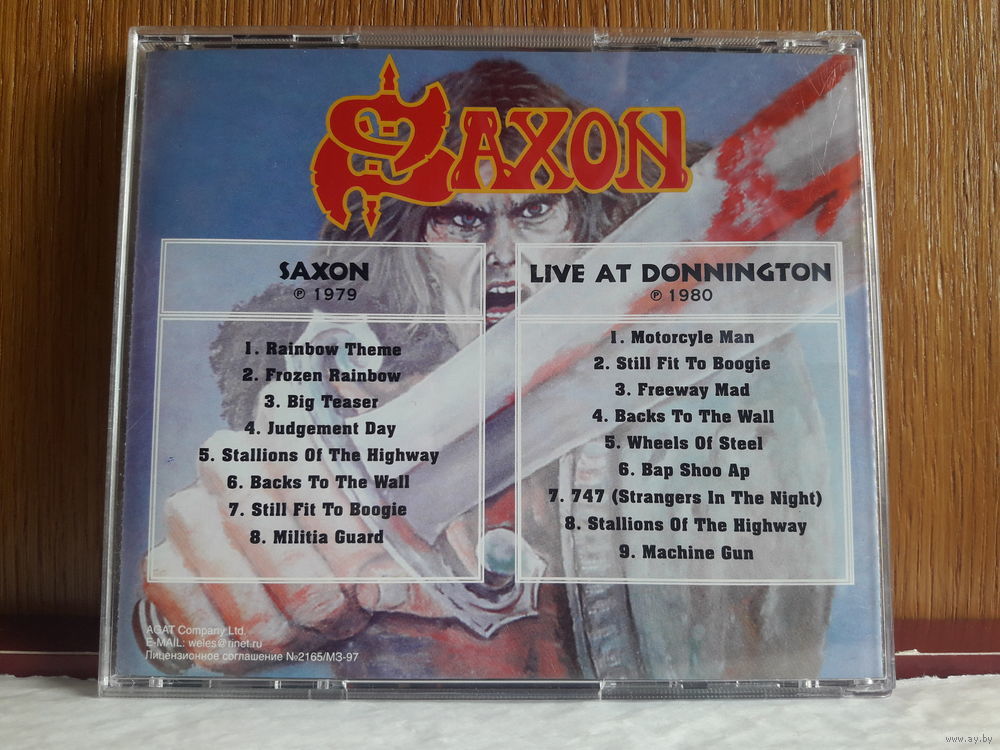 SAXON
SAXON
℗ 1979
1. Rainbow Theme
2. Frozen Rainbow
3. Big Teaser
4. Judgement Day
5. Stallions Of The Highway
6. Backs To The Wall
7. Still Fit To Boogie
8. Militia Guard
LIVE AT DONNINGTON
℗ 1980
1. Motorcyle Man
2. Still Fit To Boogie
3. Freeway Mad
4. Backs To The Wall
5. Wheels Of Steel
6. Bap Shoo Ap
7. 747 (Strangers In The Night)
8. Stallions Of The Highway
9. Machine Gun
AGAT Company Ltd.
E-MAIL: weles@rinet.ru
Лицензионное соглашение №2165/МЗ-97
www.ay.by